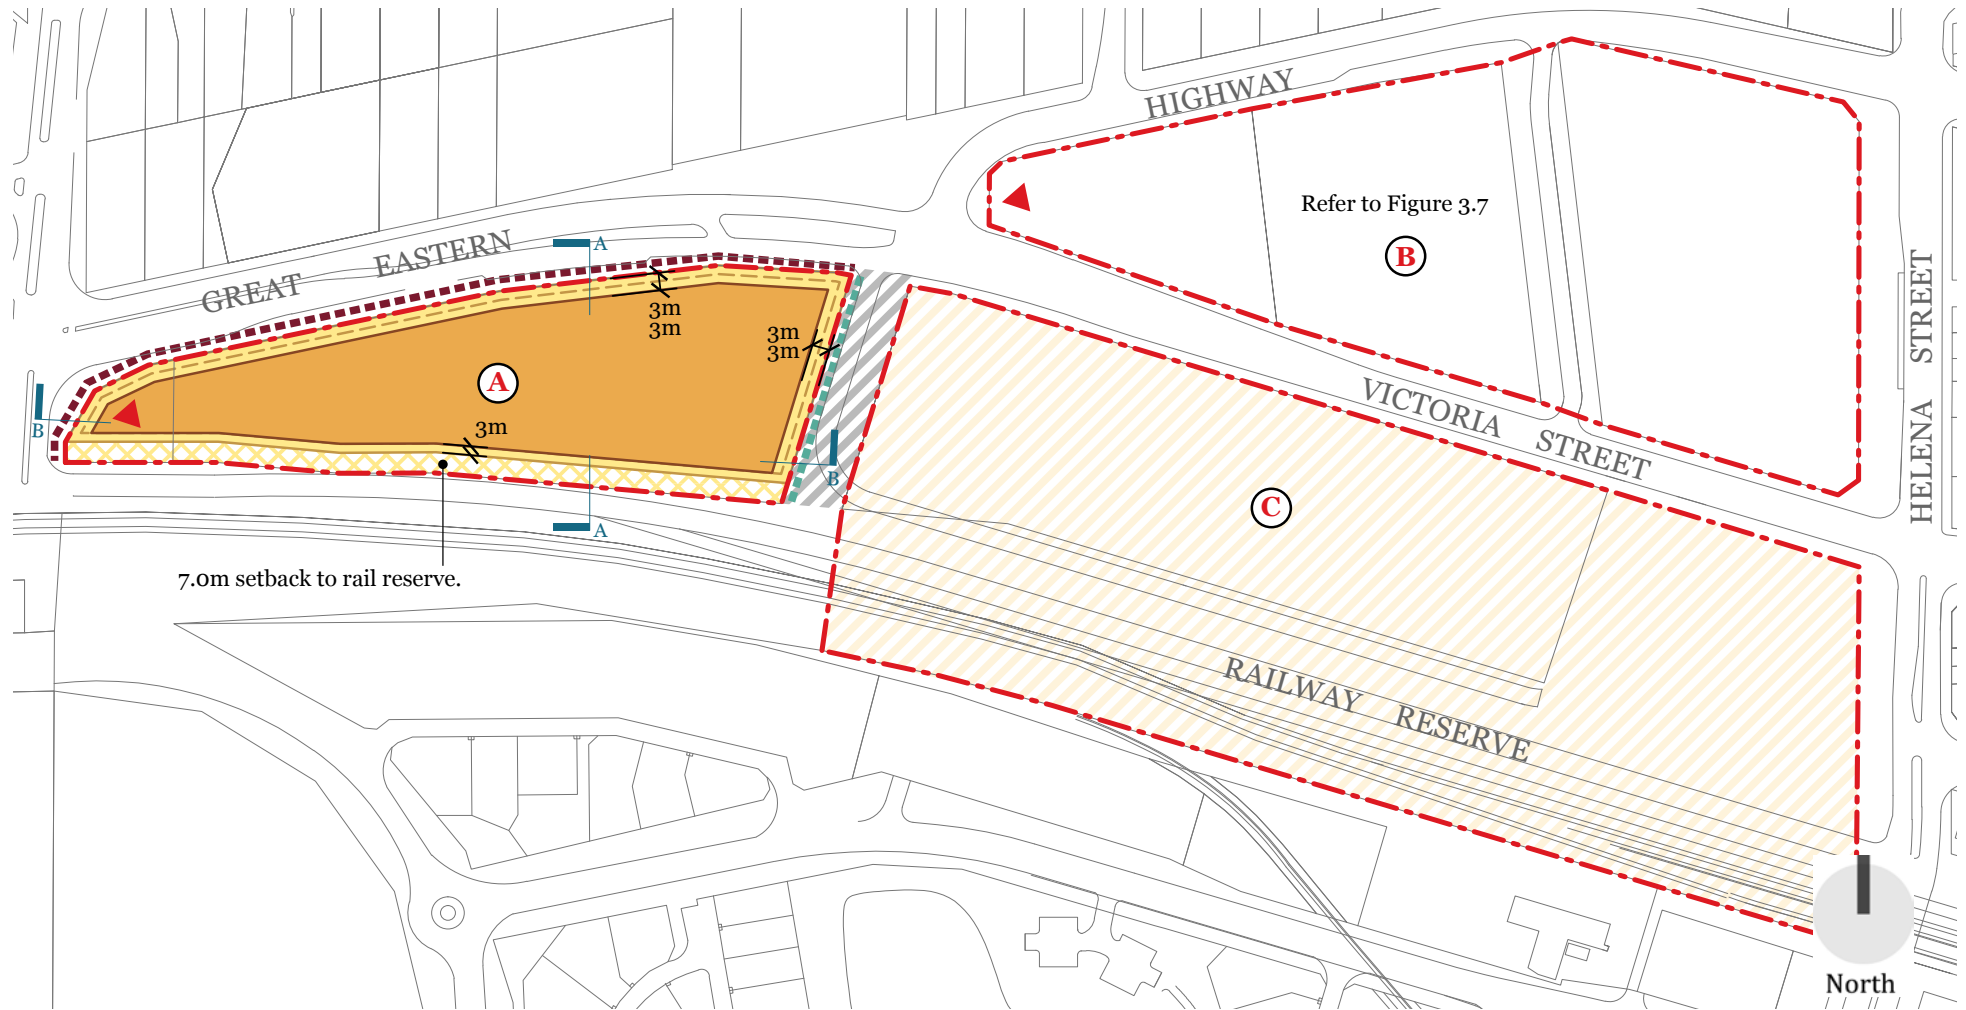 HIGHWAY
Refer to Figure 3.7
B
GREAT EASTERN
A
3m
3m
3m
3m
A
3m
B
B
A
7.0m setback to rail reserve.
VICTORIA STREET
HELENA STREET
C
RAILWAY RESERVE
North